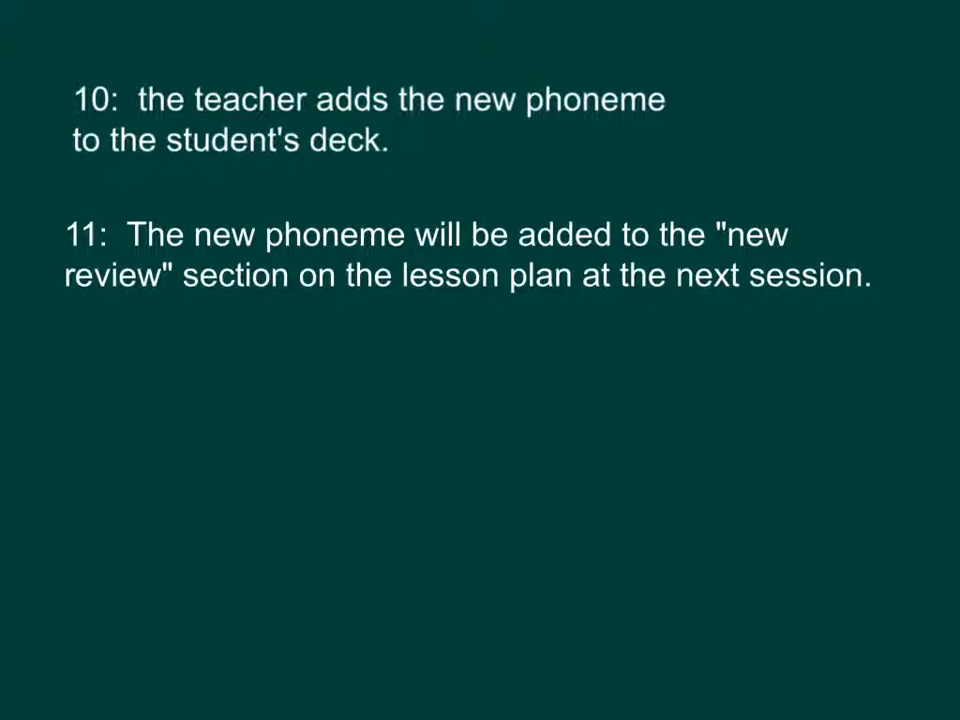 10:  the teacher adds the new phoneme
to the student's deck.
11:  The new phoneme will be added to the "new
review" section on the lesson plan at the next session.